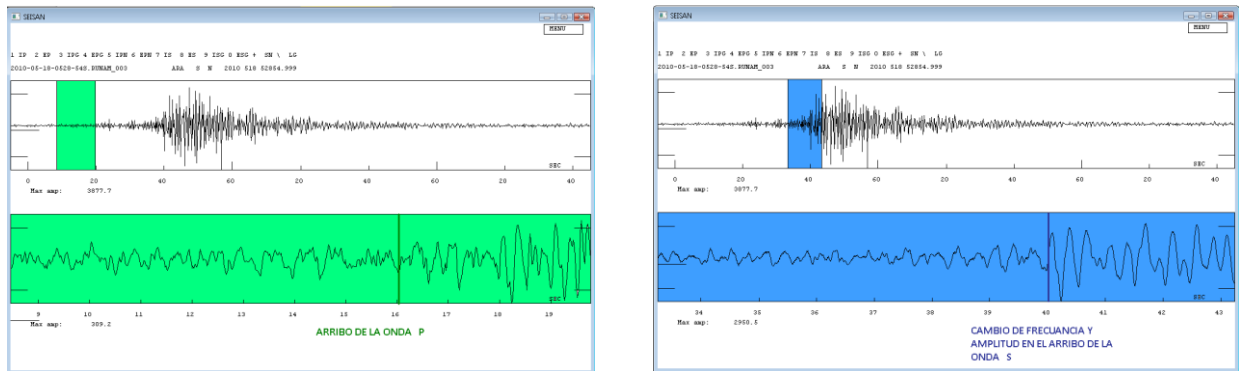 SEISAN
MENU
1 IP 2 EP 3 IPG 4 EPG 5 IPN 6 EPN 7 IS 8 ES 9 ISG 0 ESG + SN \ LG
2010-05-18-0528-54S.PUNAM_003 ARA S N 2010 518 52854.999
SEC
0 20 40 60 20 40 60 20 40
Max amp: 3877.7
SEC
9 10 11 12 13 14 15 16 17 18 19
Max amp: 309.2
ARRIBO DE LA ONDA P
SEISAN
MENU
1 IP 2 EP 3 IPG 4 EPG 5 IPN 6 EPN 7 IS 8 ES 9 ISG 0 ESG + SN \ LG
2010-05-18-0528-54S.PUNAM_003 ARA S N 2010 518 52854.999
SEC
0 20 40 60 20 40 60 20 40
Max amp: 3877.7
SEC
34 35 36 37 38 39 40 41 42 43
Max amp: 2950.5
CAMBIO DE FRECUANCIA Y
AMPLITUD EN EL ARRIBO DE LA
ONDA S